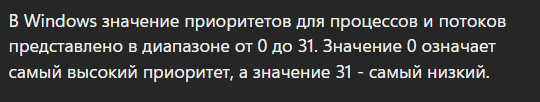 В Windows значение приоритетов для процессов и потоков
представлено в диапазоне от 0 до 31. Значение 0 означает
самый высокий приоритет, а значение 31 - самый низкий.